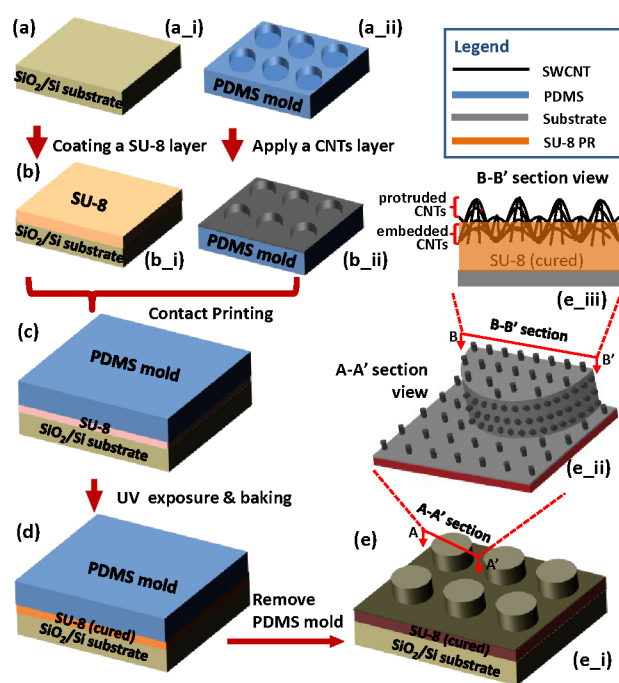 (a)
(a_i)
(a_ii)
SiO2/Si substrate
PDMS mold
Legend
SWCNT
PDMS
Substrate
SU-8 PR
Coating a SU-8 layer
Apply a CNTs layer
(b)
SU-8
SiO2/Si substrate
(b_i)
PDMS mold
(b_ii)
B-B' section view
protruded
CNTs
embedded
CNTs
SU-8 (cured)
(e_iii)
Contact Printing
(c)
PDMS mold
SU-8
SiO2/Si substrate
B-B' section
B
B'
A-A' section
view
(e_ii)
UV exposure & baking
(d)
PDMS mold
SU-8 (cured)
SiO2/Si substrate
Remove
PDMS mold
(e)
A-A' section
A
A'
SU-8 (cured)
SiO2/Si substrate
(e_i)